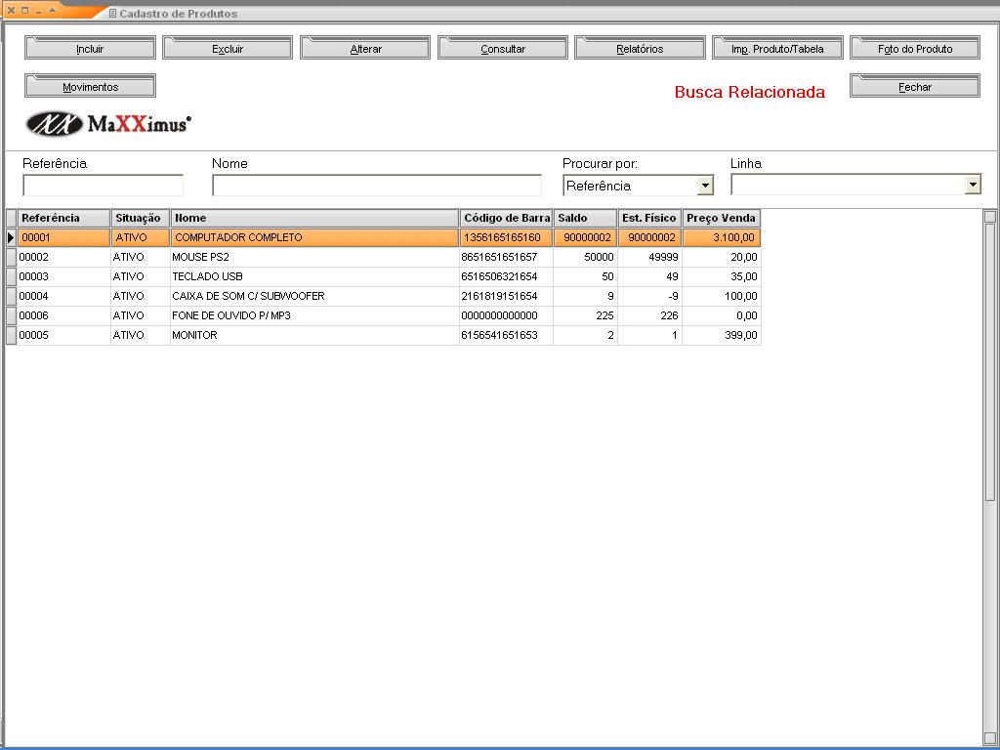 Cadastro de Produtos
Incluir Excluir Alterar Consultar Relatórios Imp. Produto/Tabela Foto do Produto
Movimentos Busca Relacionada Fechar
XX MaXXimus®
Referência Nome Procurar por: Linha
Referência
Referência Situação Nome Código de Barra Saldo Est. Físico Preço Venda
00001 ATIVO COMPUTADOR COMPLETO 1356165165160 90000002 90000002 3.100,00
00002 ATIVO MOUSE PS2 8651651651657 50000 49999 20,00
00003 ATIVO TECLADO USB 6516506321654 50 49 35,00
00004 ATIVO CAIXA DE SOM C/ SUBWOOFER 2161819151654 9 -9 100,00
00006 ATIVO FONE DE OUVIDO P/ MP3 0000000000000 225 226 0,00
00005 ATIVO MONITOR 6156541651653 2 1 399,00